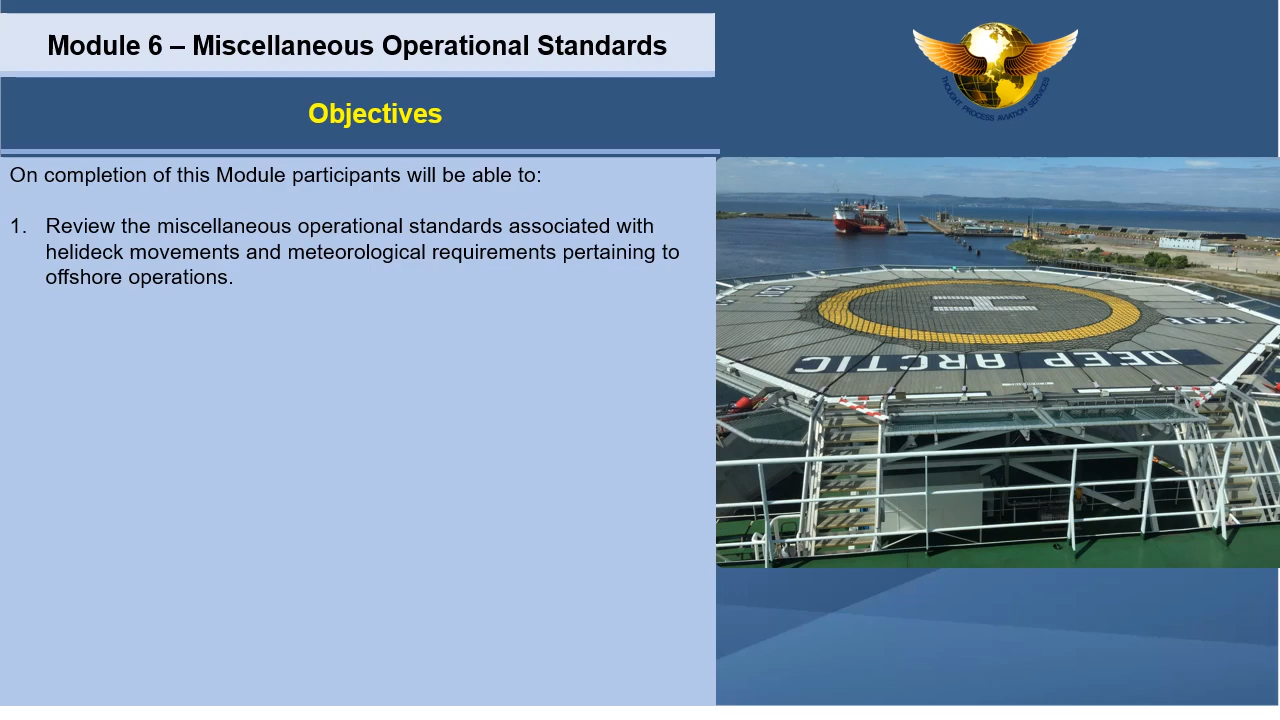 Module 6 – Miscellaneous Operational Standards
Objectives
THOUGHT PROCESS AVIATION SERVICES
On completion of this Module participants will be able to:
1. Review the miscellaneous operational standards associated with
helideck movements and meteorological requirements pertaining to
offshore operations.
H
DEEP ARCTIC